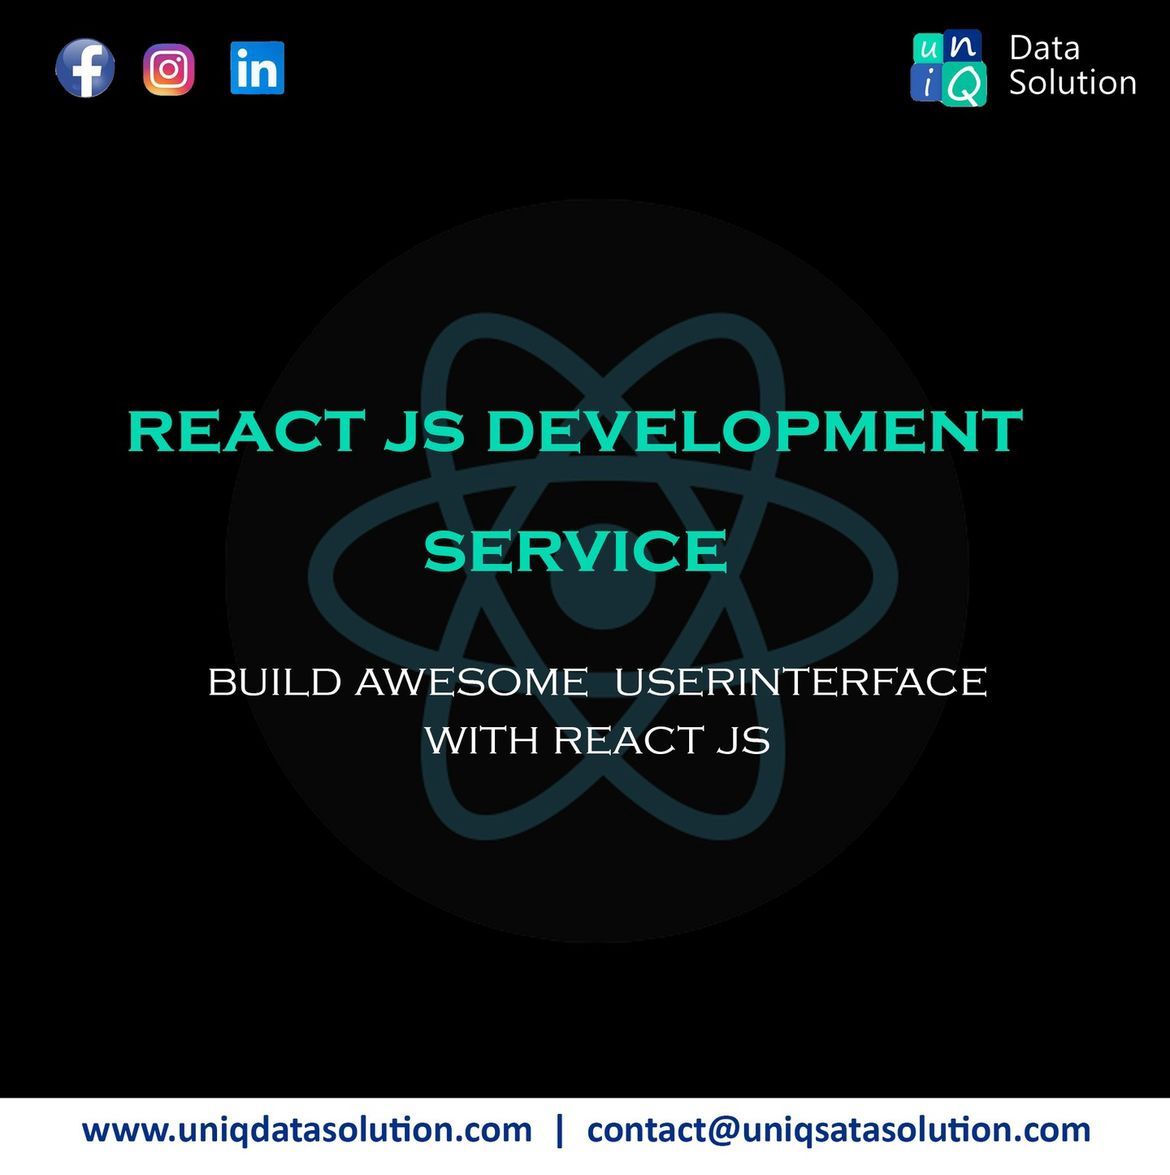 f
in
un
iQ
Data
Solution
REACT JS DEVELOPMENT
SERVICE
BUILD AWESOME  USERINTERFACE
WITH REACT JS
www.uniqdatasolution.com | contact@uniqsatasolution.com